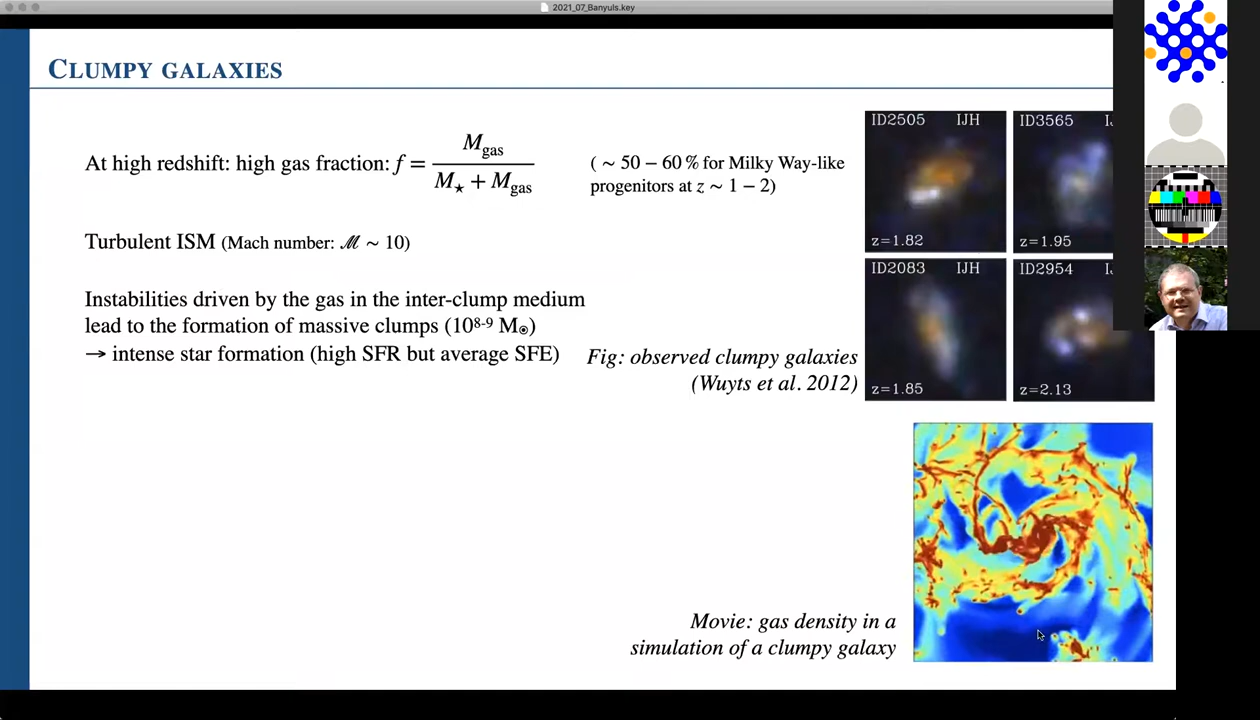 2021_07_Banyuls.key
CLUMPY GALAXIES
At high redshift: high gas fraction: f = M_gas / (M_★ + M_gas)
( ~ 50 – 60 % for Milky Way-like
progenitors at z ~ 1 – 2)
Turbulent ISM (Mach number: ℳ ~ 10)
Instabilities driven by the gas in the inter-clump medium
lead to the formation of massive clumps (10⁸⁻⁹ M⊙)
→ intense star formation (high SFR but average SFE)
Fig: observed clumpy galaxies
(Wuyts et al. 2012)
ID2505 IJH
z=1.82
ID3565
z=1.95
ID2083 IJH
z=1.85
ID2954
z=2.13
Movie: gas density in a
simulation of a clumpy galaxy